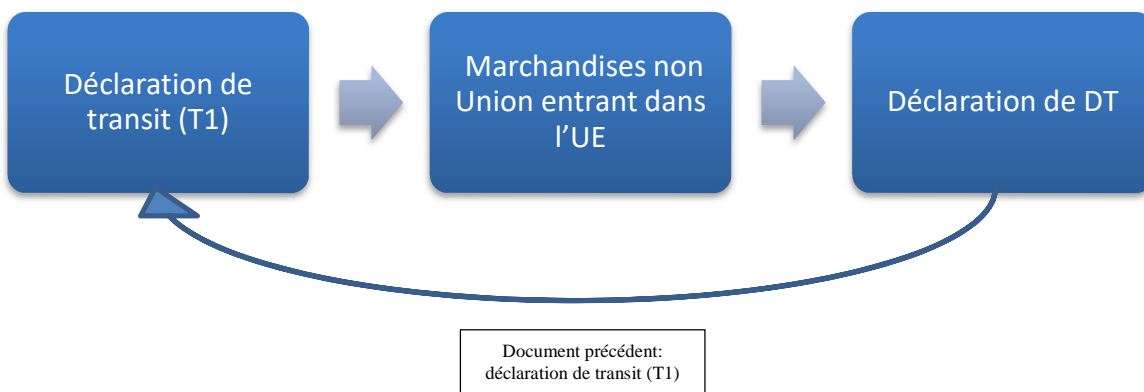 Déclaration de
transit (T1)
Marchandises non
Union entrant dans
l’UE
Déclaration de DT
Document précédent:
déclaration de transit (T1)